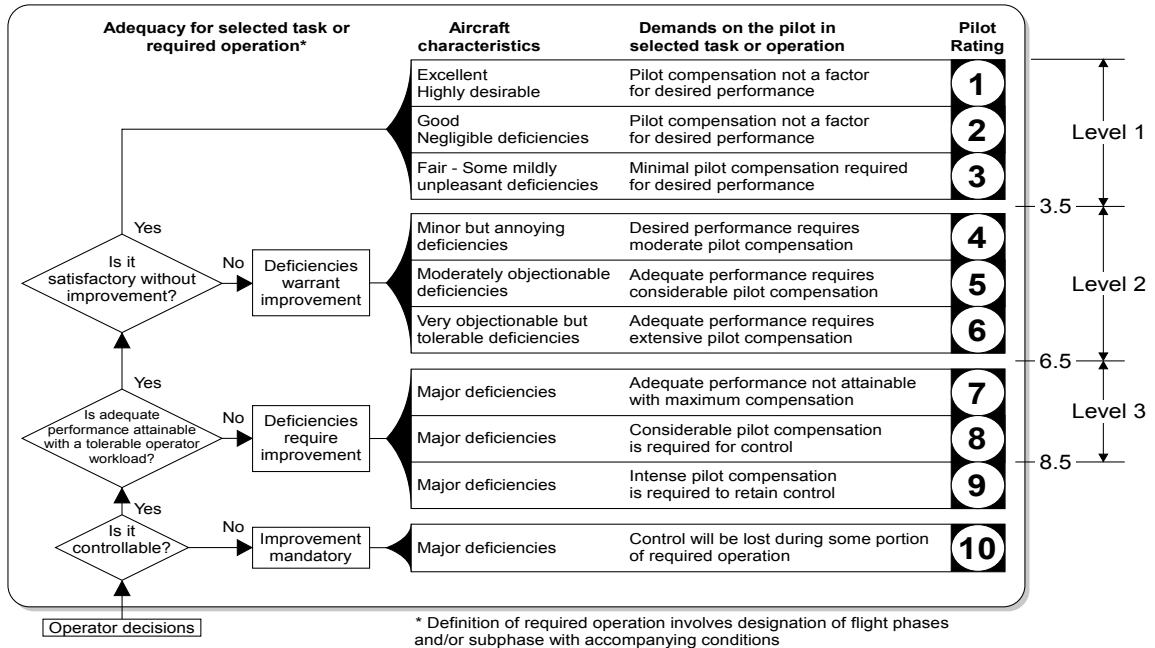 Adequacy for selected task or
required operation*
Aircraft
characteristics
Demands on the pilot in
selected task or operation
Pilot
Rating
Excellent
Highly desirable
Pilot compensation not a factor
for desired performance
1
Good
Negligible deficiencies
Pilot compensation not a factor
for desired performance
2
Fair - Some mildly
unpleasant deficiencies
Minimal pilot compensation required
for desired performance
3
Level 1
3.5
Yes
Is it
satisfactory without
improvement?
No
Deficiencies
warrant
improvement
Minor but annoying
deficiencies
Desired performance requires
moderate pilot compensation
4
Moderately objectionable
deficiencies
Adequate performance requires
considerable pilot compensation
5
Very objectionable but
tolerable deficiencies
Adequate performance requires
extensive pilot compensation
6
Level 2
6.5
Yes
Is adequate
performance attainable
with a tolerable operator
workload?
No
Deficiencies
require
improvement
Major deficiencies
Adequate performance not attainable
with maximum compensation
7
Major deficiencies
Considerable pilot compensation
is required for control
8
Major deficiencies
Intense pilot compensation
is required to retain control
9
Level 3
8.5
Yes
Is it
controllable?
No
Improvement
mandatory
Major deficiencies
Control will be lost during some portion
of required operation
10
Operator decisions
* Definition of required operation involves designation of flight phases
and/or subphase with accompanying conditions